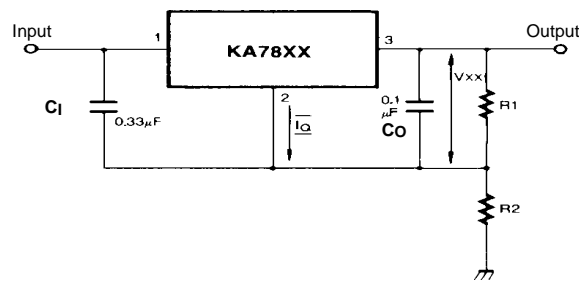 Input
Output
1
KA78XX
3
CI
0.33μF
2
IQ
0.1
μF
CO
VXX
R1
R2